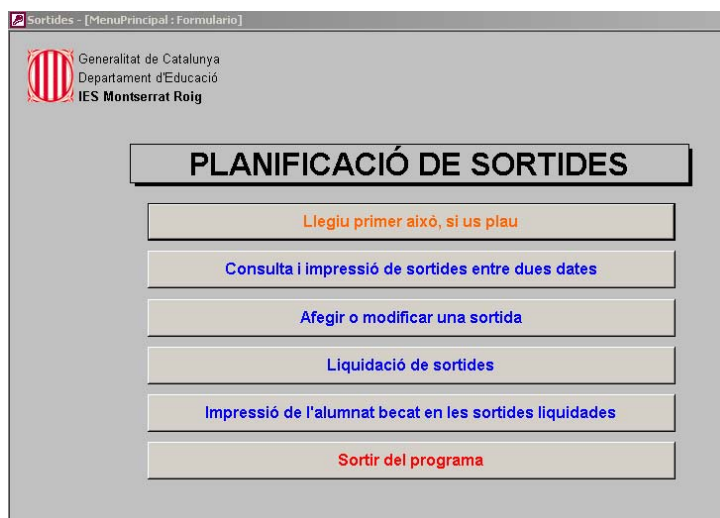 Sortides - [MenuPrincipal : Formulario]
Generalitat de Catalunya
Departament d'Educació
IES Montserrat Roig
PLANIFICACIÓ DE SORTIDES
Llegiu primer això, si us plau
Consulta i impressió de sortides entre dues dates
Afegir o modificar una sortida
Liquidació de sortides
Impressió de l'alumnat becat en les sortides liquidades
Sortir del programa